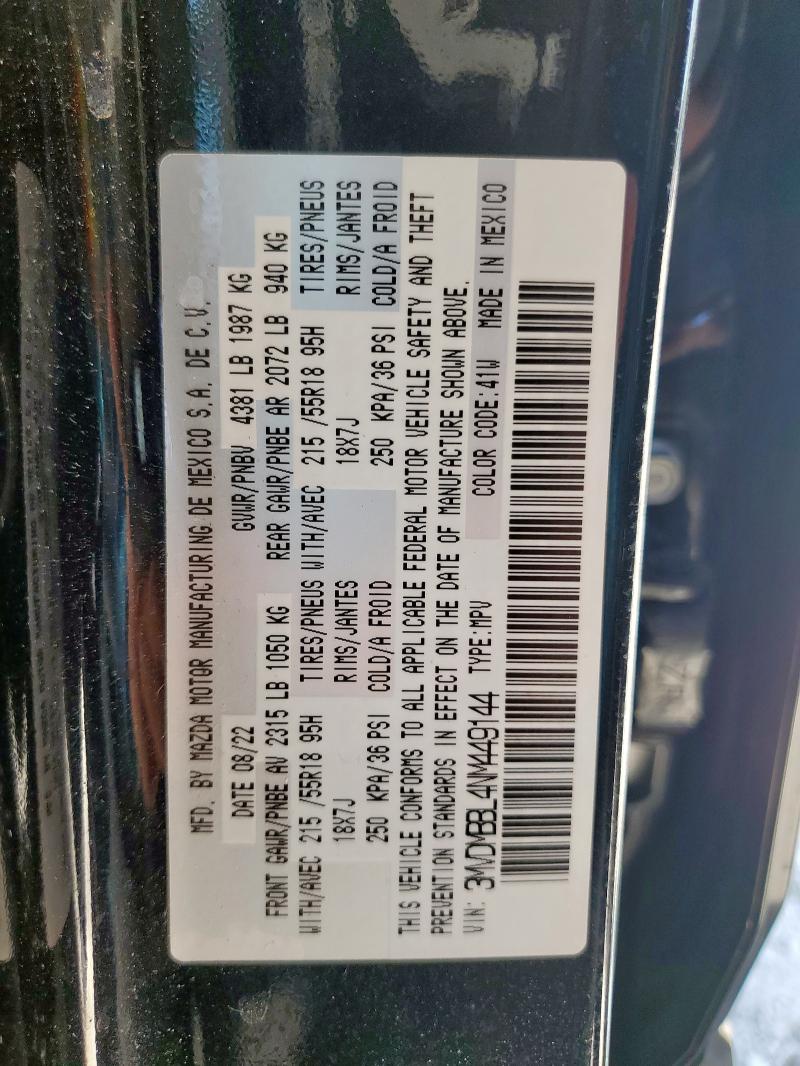 MFD. BY MAZDA MOTOR MANUFACTURING DE MEXICO S.A. DE C.V.
DATE 08/22 GVWR/PNBV 4381 LB 1987 KG
FRONT GAWR/PNBE AV 2315 LB 1050 KG REAR GAWR/PNBE AR 2072 LB 940 KG
WITH/AVEC 215 /55R18 95H TIRES/PNEUS WITH/AVEC 215 /55R18 95H TIRES/PNEUS
18X7J RIMS/JANTES 18X7J RIMS/JANTES
250 KPA/36 PSI COLD/A FROID 250 KPA/36 PSI COLD/A FROID
THIS VEHICLE CONFORMS TO ALL APPLICABLE FEDERAL MOTOR VEHICLE SAFETY AND THEFT
PREVENTION STANDARDS IN EFFECT ON THE DATE OF MANUFACTURE SHOWN ABOVE.
VIN: 3MVDMBBL4NM449144 TYPE:MPV COLOR CODE:41W MADE IN MEXICO